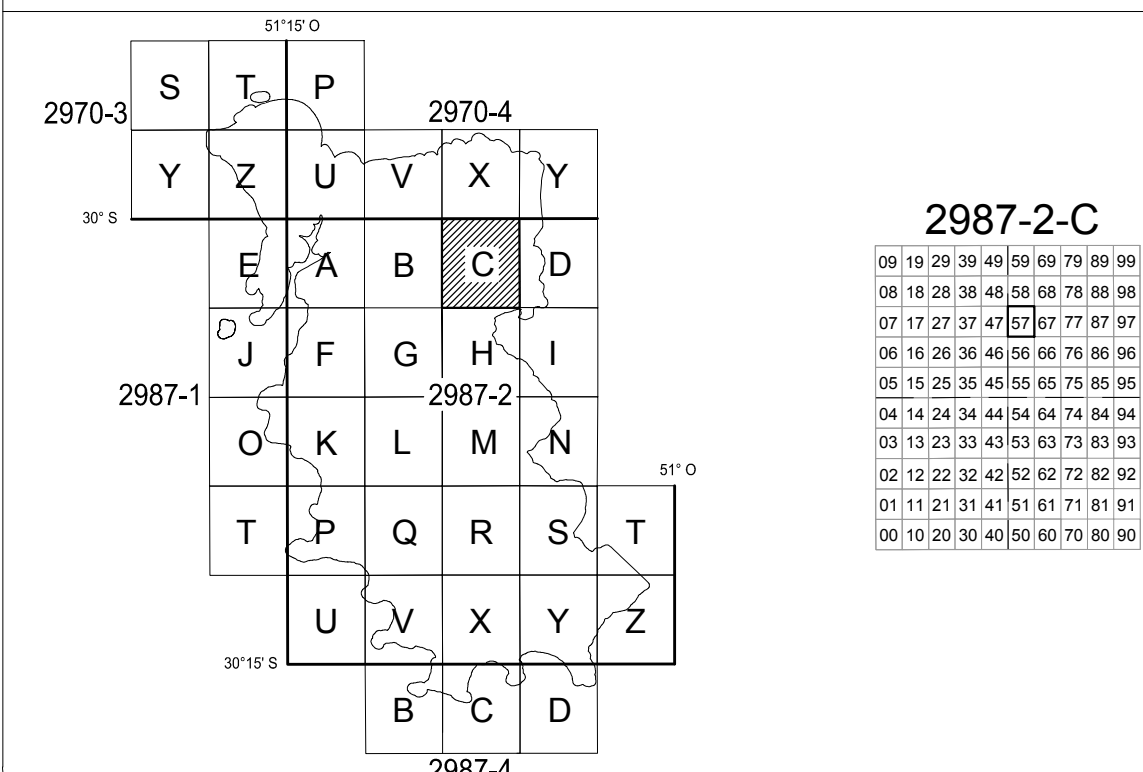 51°15' O
S T P
2970-3
2970-4
Y Z U V X Y
30° S
E A B C D
J F G H I
2987-1
2987-2
O K L M N
51° O
T P Q R S T
U V X Y Z
30°15' S
B C D
2987-4
2987-2-C
09 19 29 39 49 59 69 79 89 99
08 18 28 38 48 58 68 78 88 98
07 17 27 37 47 57 67 77 87 97
06 16 26 36 46 56 66 76 86 96
05 15 25 35 45 55 65 75 85 95
04 14 24 34 44 54 64 74 84 94
03 13 23 33 43 53 63 73 83 93
02 12 22 32 42 52 62 72 82 92
01 11 21 31 41 51 61 71 81 91
00 10 20 30 40 50 60 70 80 90